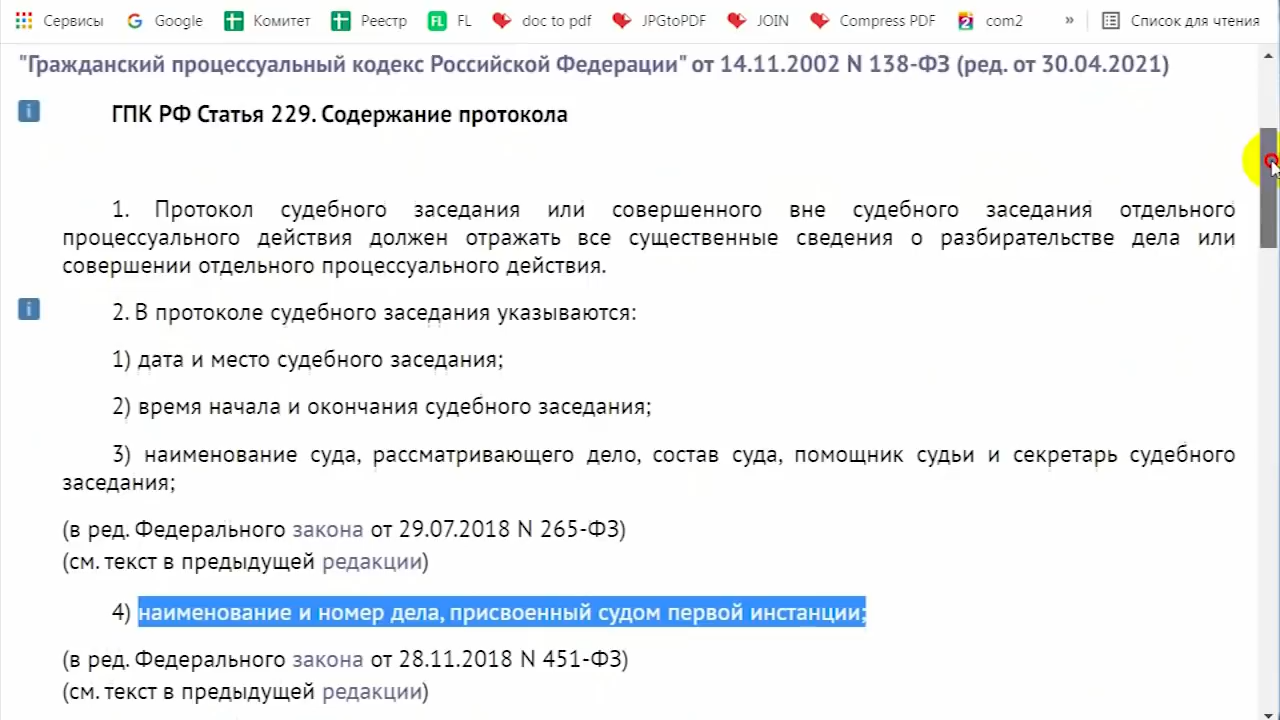 Сервисы Google Комитет Реестр FL FL doc to pdf JPGtoPDF JOIN Compress PDF com2 » Список для чтения
"Гражданский процессуальный кодекс Российской Федерации" от 14.11.2002 N 138-ФЗ (ред. от 30.04.2021)
i ГПК РФ Статья 229. Содержание протокола
1. Протокол судебного заседания или совершенного вне судебного заседания отдельного
процессуального действия должен отражать все существенные сведения о разбирательстве дела или
совершении отдельного процессуального действия.
i 2. В протоколе судебного заседания указываются:
1) дата и место судебного заседания;
2) время начала и окончания судебного заседания;
3) наименование суда, рассматривающего дело, состав суда, помощник судьи и секретарь судебного
заседания;
(в ред. Федерального закона от 29.07.2018 N 265-ФЗ)
(см. текст в предыдущей редакции)
4) наименование и номер дела, присвоенный судом первой инстанции;
(в ред. Федерального закона от 28.11.2018 N 451-ФЗ)
(см. текст в предыдущей редакции)